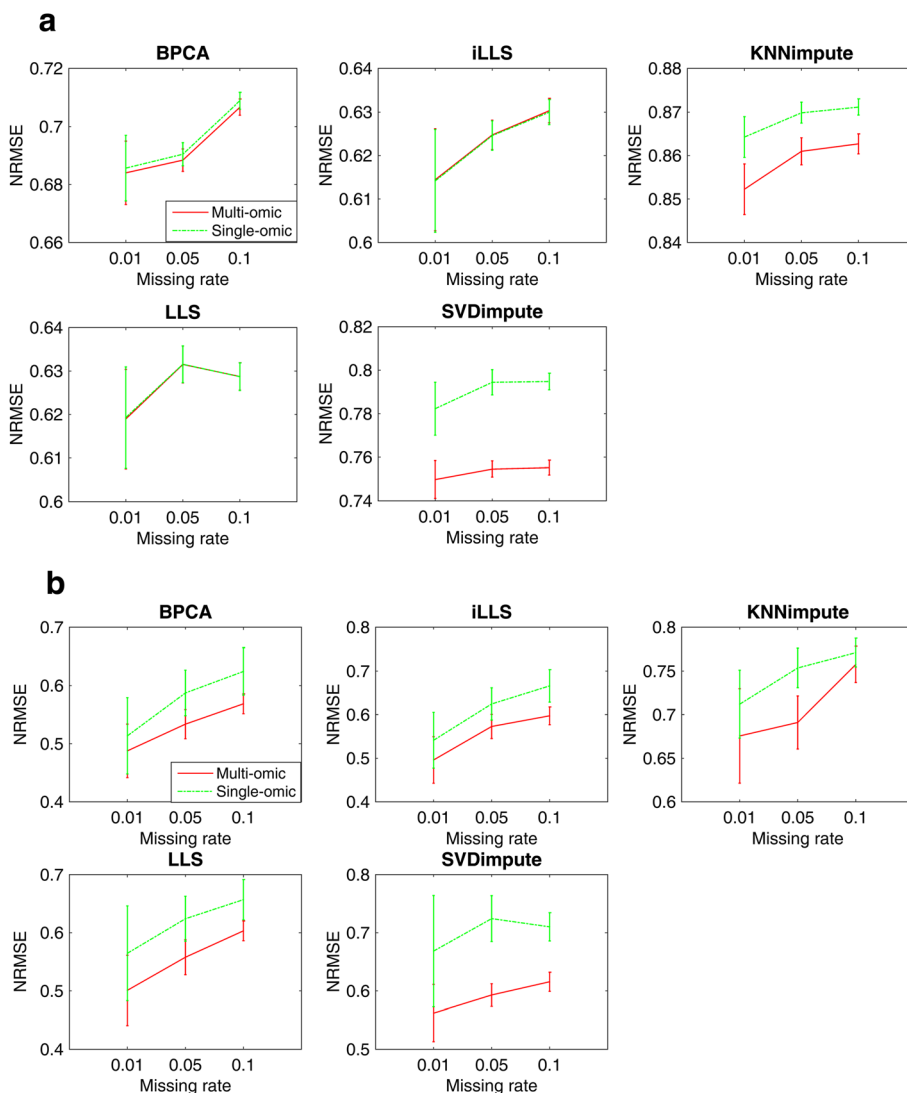 a
BPCA
0.72
0.7
0.68
0.66
NRMSE
0.01 0.05 0.1
Missing rate
Multi-omic
Single-omic
iLLS
0.64
0.63
0.62
0.61
0.6
NRMSE
0.01 0.05 0.1
Missing rate
KNNimpute
0.88
0.87
0.86
0.85
0.84
NRMSE
0.01 0.05 0.1
Missing rate
LLS
0.64
0.63
0.62
0.61
0.6
NRMSE
0.01 0.05 0.1
Missing rate
SVDimpute
0.82
0.8
0.78
0.76
0.74
NRMSE
0.01 0.05 0.1
Missing rate
b
BPCA
0.7
0.6
0.5
0.4
NRMSE
0.01 0.05 0.1
Missing rate
Multi-omic
Single-omic
iLLS
0.8
0.7
0.6
0.5
0.4
NRMSE
0.01 0.05 0.1
Missing rate
KNNimpute
0.8
0.75
0.7
0.65
0.6
NRMSE
0.01 0.05 0.1
Missing rate
LLS
0.7
0.6
0.5
0.4
NRMSE
0.01 0.05 0.1
Missing rate
SVDimpute
0.8
0.7
0.6
0.5
NRMSE
0.01 0.05 0.1
Missing rate